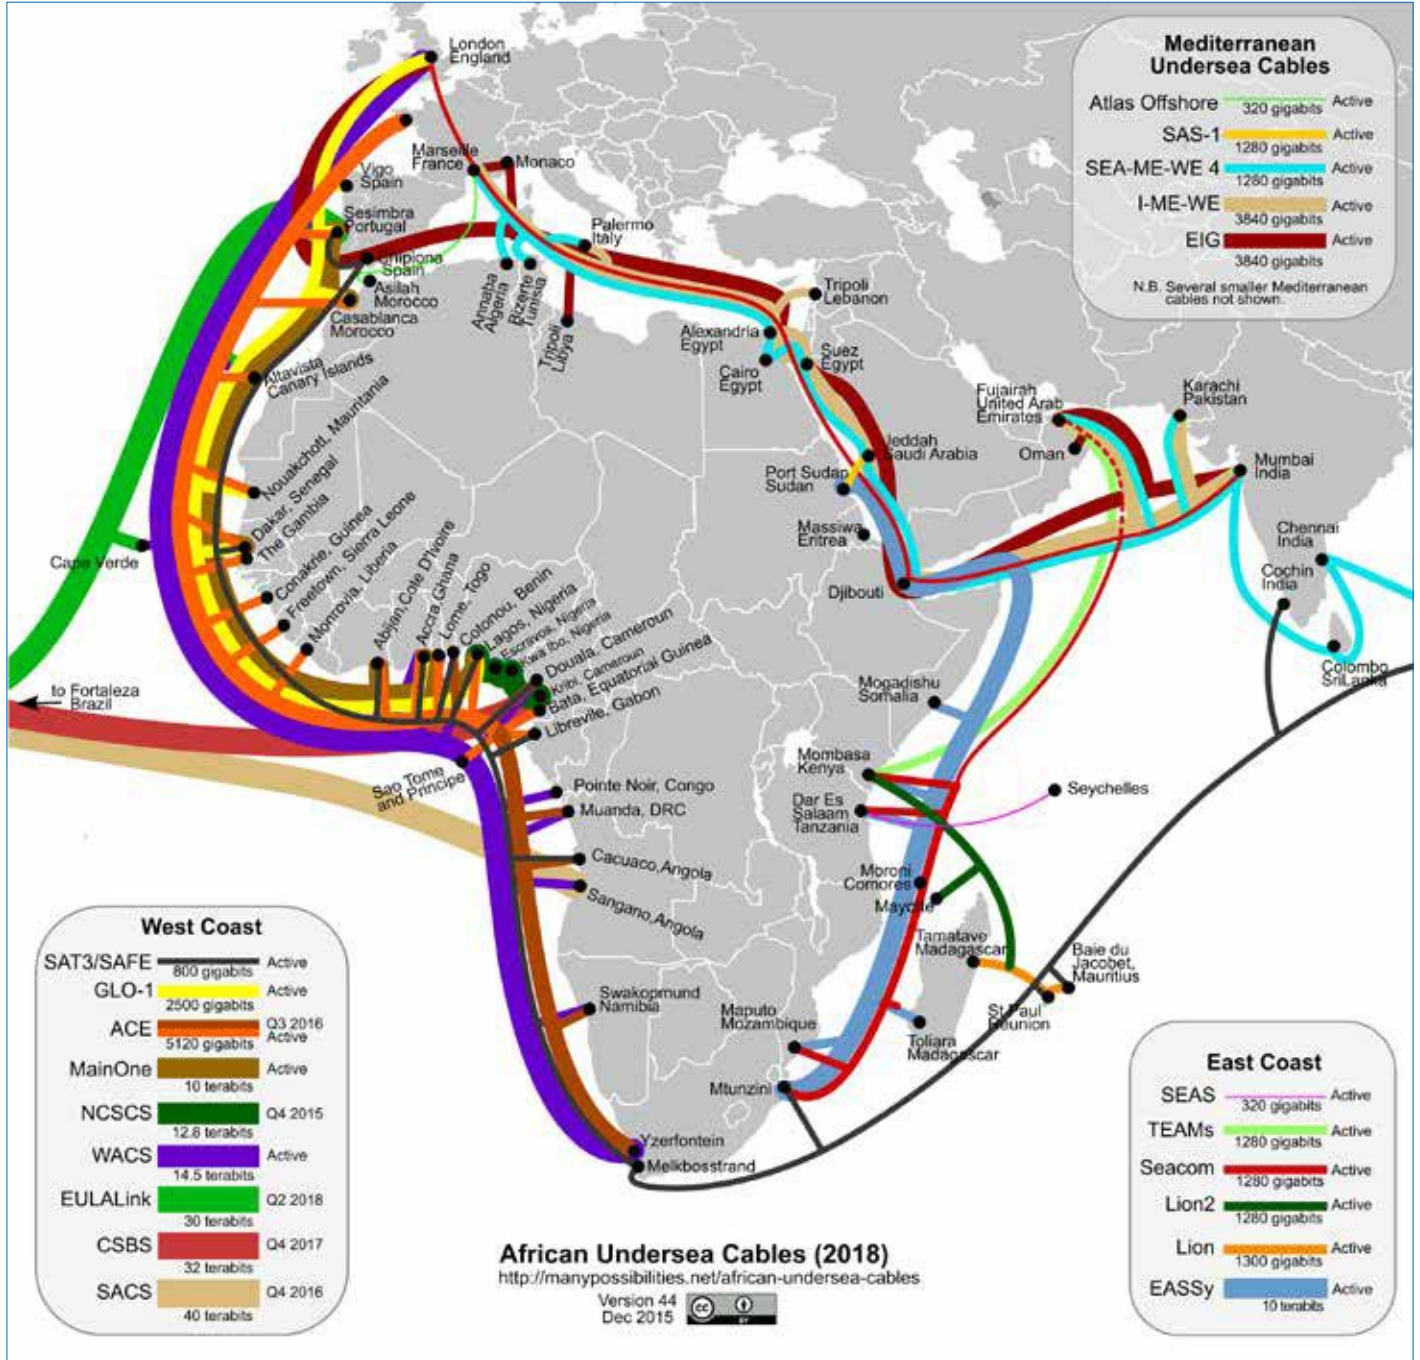 London
England
Marseille
France
Monaco
Vigo
Spain
Sesimbra
Portugal
Chipiona
Spain
Asilah
Morocco
Casablanca
Morocco
Palermo
Italy
Annaba
Algeria
Bizerte
Tunisia
Tripoli
Libya
Tripoli
Lebanon
Alexandria
Egypt
Cairo
Egypt
Suez
Egypt
Altavista
Canary Islands
Nouakchott, Mauritania
Dakar, Senegal
The Gambia
Conakrie, Guinea
Freetown, Sierra Leone
Monrovia, Liberia
Abijan, Cote D'Ivoire
Accra, Ghana
Lome, Togo
Cotonou, Benin
Lagos, Nigeria
Escravos, Nigeria
Kwa Ibo, Nigeria
Douala, Cameroun
Kribi, Cameroun
Bata, Equatorial Guinea
Libreville, Gabon
Cape Verde
to Fortaleza
Brazil
Sao Tome
and Principe
Pointe Noir, Congo
Muanda, DRC
Cacuaco, Angola
Sangano, Angola
Swakopmund
Namibia
Yzerfontein
Melkbosstrand
Jeddah
Saudi Arabia
Port Sudan
Sudan
Massiwa
Eritrea
Djibouti
Fujairah
United Arab
Emirates
Oman
Karachi
Pakistan
Mumbai
India
Chennai
India
Cochin
India
Colombo
SriLanka
Mogadishu
Somalia
Mombasa
Kenya
Dar Es
Salaam
Tanzania
Seychelles
Moroni
Comores
Mayotte
Tamatave
Madagascar
Baie du
Jacobet,
Mauritius
St Paul
Reunion
Toliara
Madagascar
Maputo
Mozambique
Mtunzini
Mediterranean
Undersea Cables
Atlas Offshore 320 gigabits Active
SAS-1 1280 gigabits Active
SEA-ME-WE 4 1280 gigabits Active
I-ME-WE 3840 gigabits Active
EIG 3840 gigabits Active
N.B. Several smaller Mediterranean
cables not shown.
West Coast
SAT3/SAFE 800 gigabits Active
GLO-1 2500 gigabits Active
ACE 5120 gigabits Q3 2016 Active
MainOne 10 terabits Active
NCSCS 12.8 terabits Q4 2015
WACS 14.5 terabits Active
EULALink 30 terabits Q2 2018
CSBS 32 terabits Q4 2017
SACS 40 terabits Q4 2016
East Coast
SEAS 320 gigabits Active
TEAMs 1280 gigabits Active
Seacom 1280 gigabits Active
Lion2 1280 gigabits Active
Lion 1300 gigabits Active
EASSy 10 terabits Active
African Undersea Cables (2018)
http://manypossibilities.net/african-undersea-cables
Version 44
Dec 2015
cc
BY